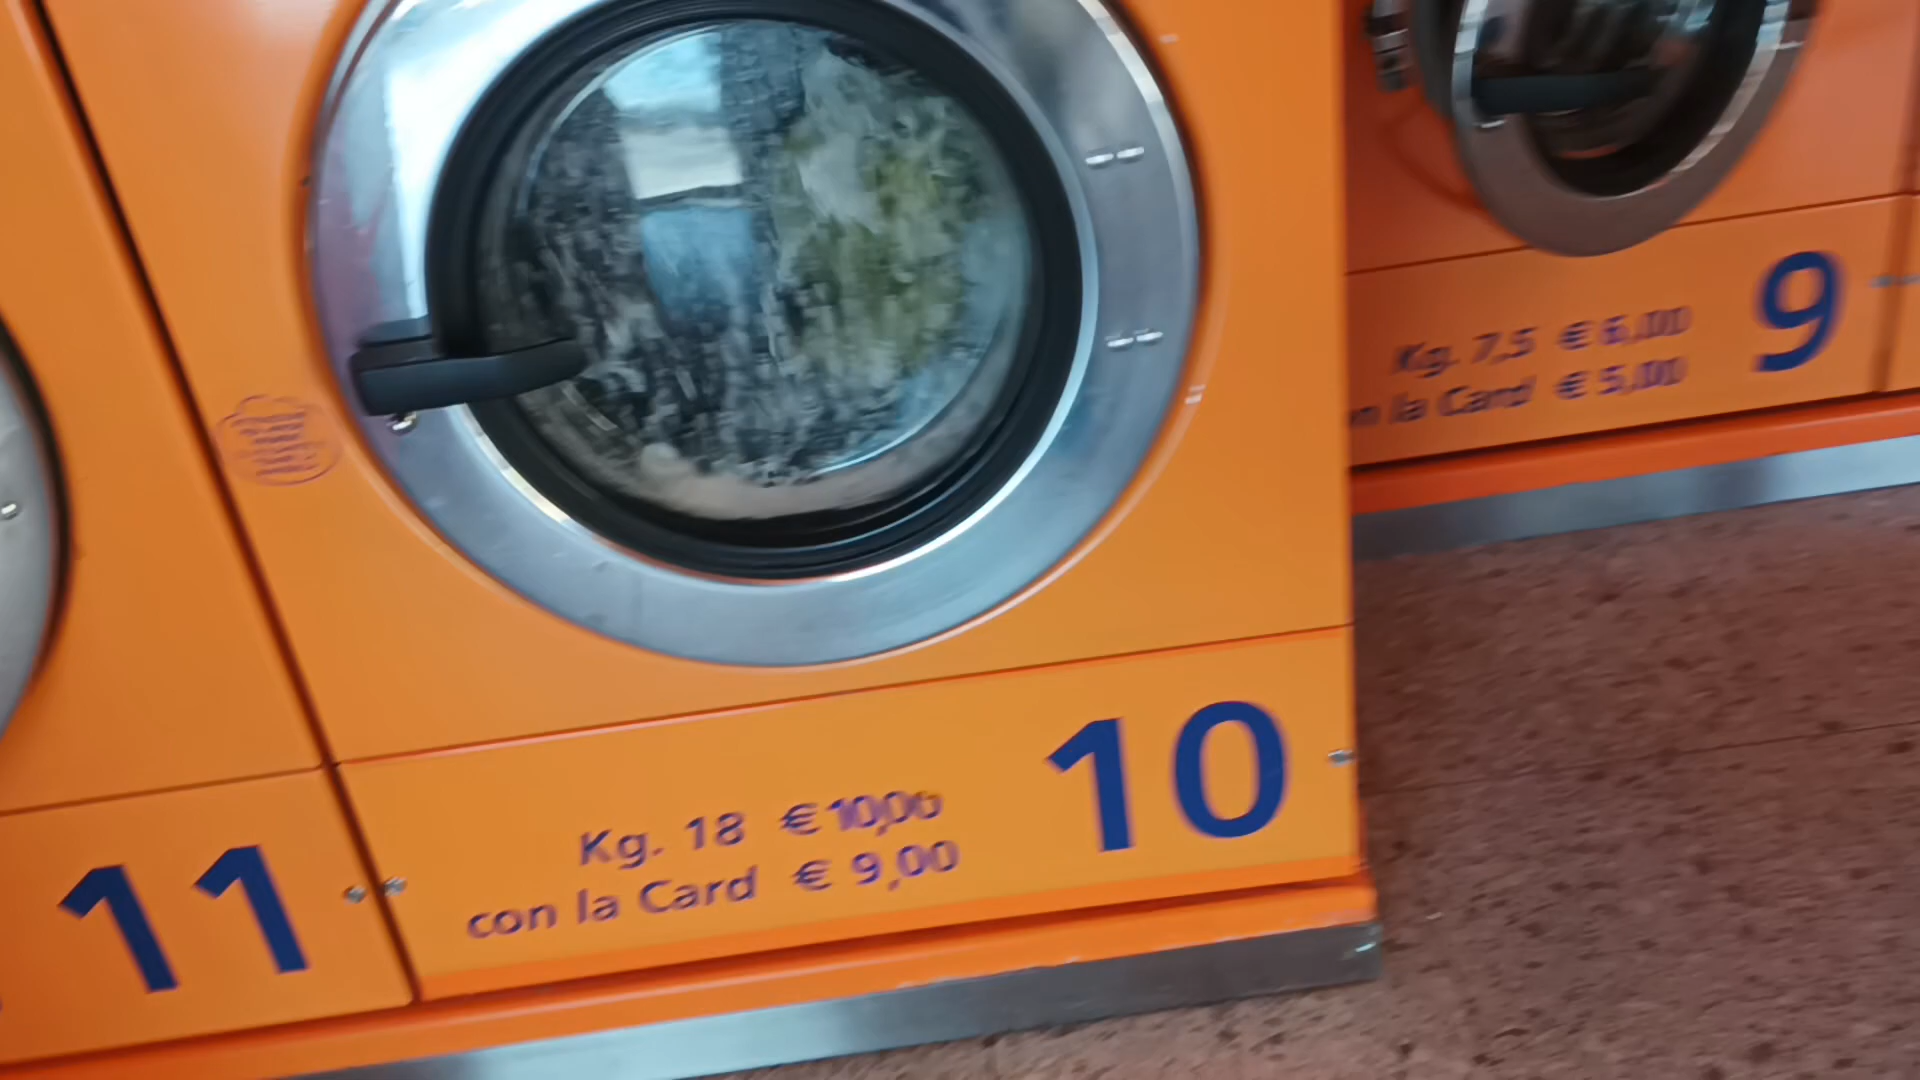 11
Kg. 18 € 10,00
con la Card € 9,00
10
Kg. 7,5 € 6,00
la Card € 5,00
9